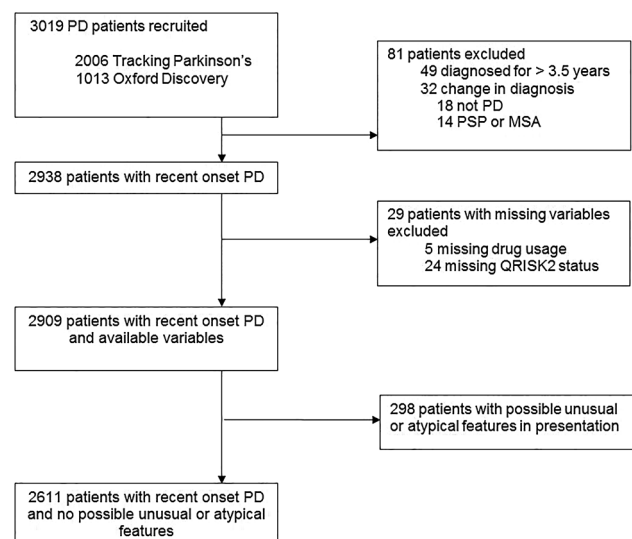 3019 PD patients recruited
2006 Tracking Parkinson's
1013 Oxford Discovery
81 patients excluded
49 diagnosed for > 3.5 years
32 change in diagnosis
18 not PD
14 PSP or MSA
2938 patients with recent onset PD
29 patients with missing variables
excluded
5 missing drug usage
24 missing QRISK2 status
2909 patients with recent onset PD
and available variables
298 patients with possible unusual
or atypical features in presentation
2611 patients with recent onset PD
and no possible unusual or atypical
features